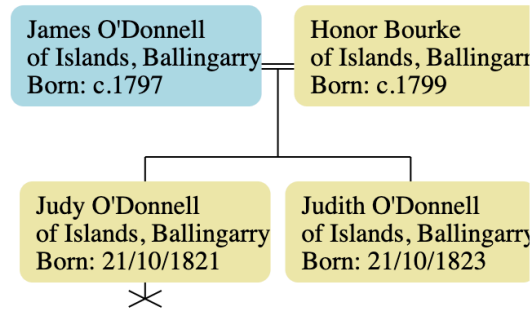 James O'Donnell
of Islands, Ballingarry
Born: c.1797
Honor Bourke
of Islands, Ballingarr
Born: c.1799
Judy O'Donnell
of Islands, Ballingarry
Born: 21/10/1821
Judith O'Donnell
of Islands, Ballingarry
Born: 21/10/1823